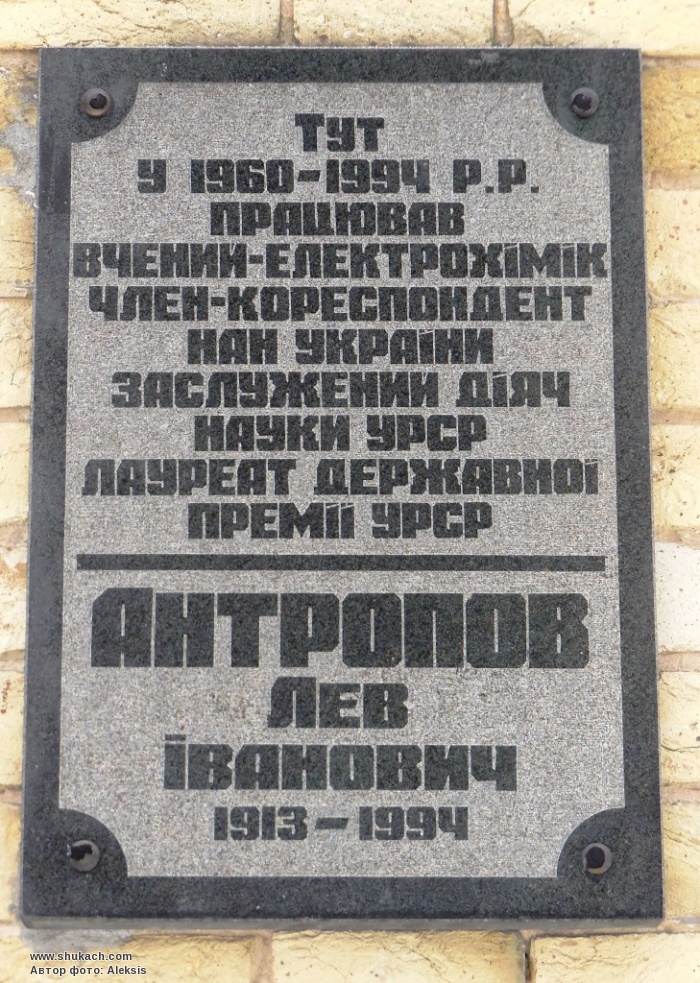 Тут
у 1960-1994 р.р.
працював
вчений-електрохімік
член-кореспондент
НАН України
заслужений діяч
науки УРСР
лауреат Державної
премії УРСР
Антропов
Лев
Іванович
1913-1994
www.shukach.com
Автор фото: Aleksis